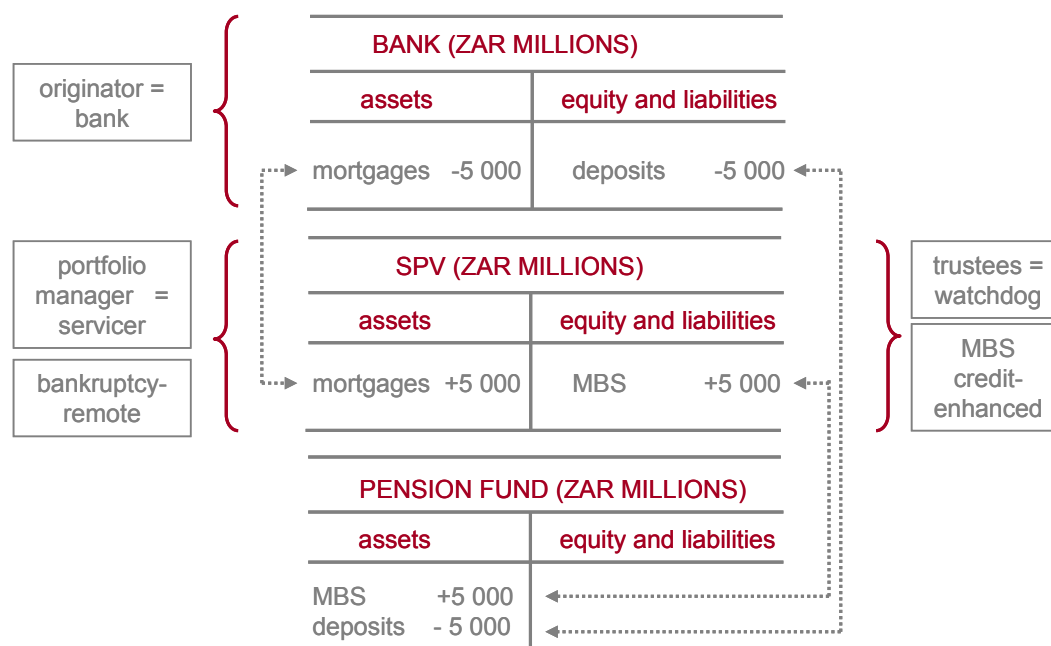 BANK (ZAR MILLIONS)
originator =
bank
assets equity and liabilities
mortgages -5 000 deposits -5 000
portfolio
manager =
servicer
bankruptcy-
remote
SPV (ZAR MILLIONS)
assets equity and liabilities
mortgages +5 000 MBS +5 000
trustees =
watchdog
MBS
credit-
enhanced
PENSION FUND (ZAR MILLIONS)
assets equity and liabilities
MBS +5 000
deposits - 5 000